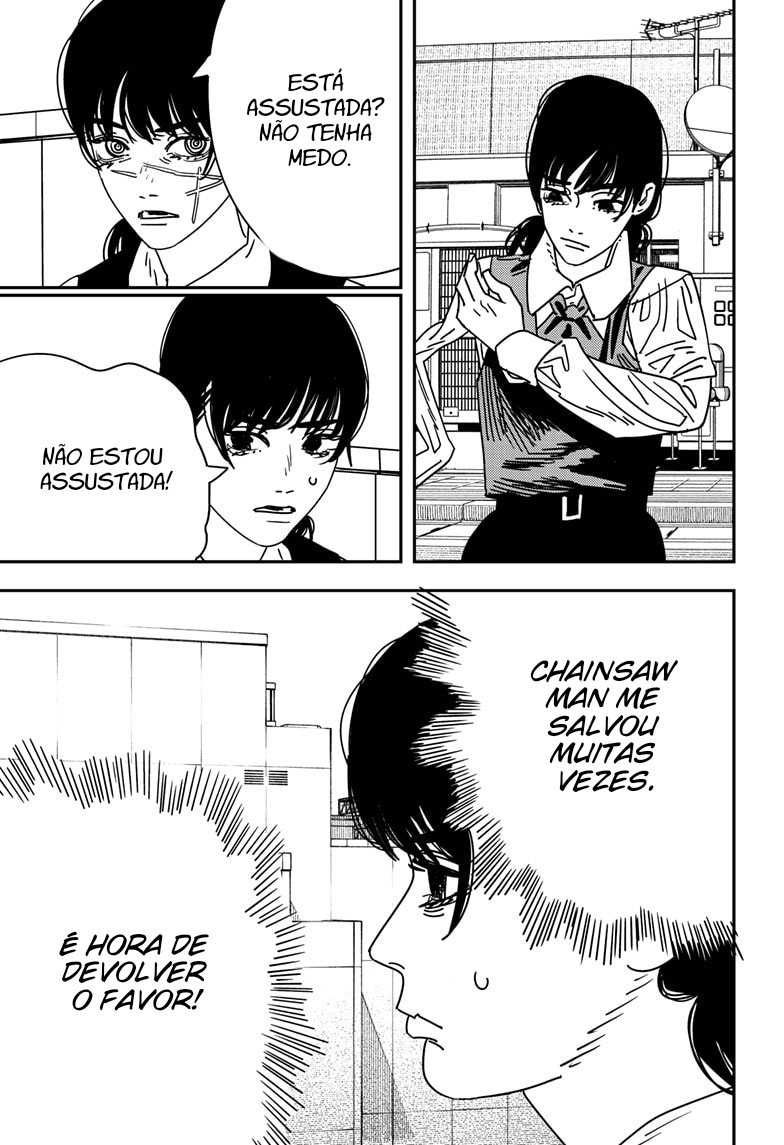 ESTÁ
ASSUSTADA?
NÃO TENHA
MEDO.
NÃO ESTOU
ASSUSTADA!
CHAINSAW
MAN ME
SALVOU
MUITAS
VEZES.
É HORA DE
DEVOLVER
O FAVOR!